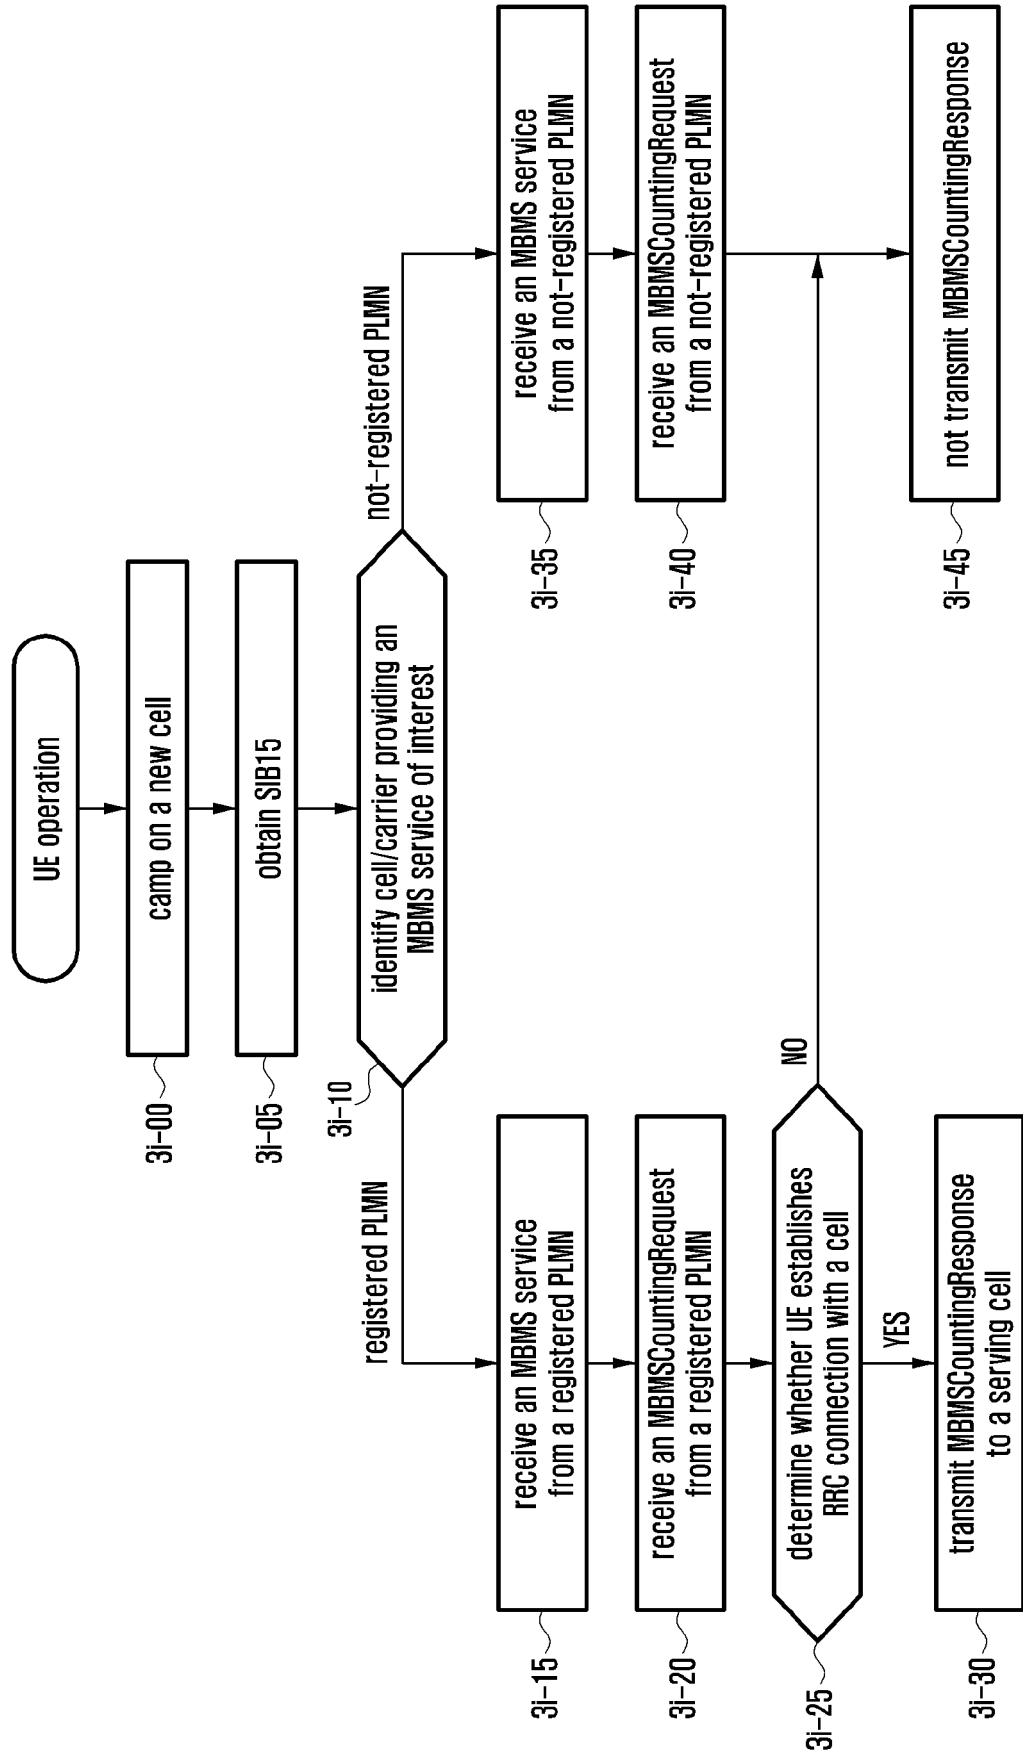 UE operation
camp on a new cell
3i-00
obtain SIB15
3i-05
identify cell/carrier providing an
MBMS service of interest
3i-10
registered PLMN
not-registered PLMN
receive an MBMS service
from a registered PLMN
3i-15
receive an MBMSCountingRequest
from a registered PLMN
3i-20
determine whether UE establishes
RRC connection with a cell
3i-25
NO
YES
transmit MBMSCountingResponse
to a serving cell
3i-30
receive an MBMS service
from a not-registered PLMN
3i-35
receive an MBMSCountingRequest
from a not-registered PLMN
3i-40
not transmit MBMSCountingResponse
3i-45